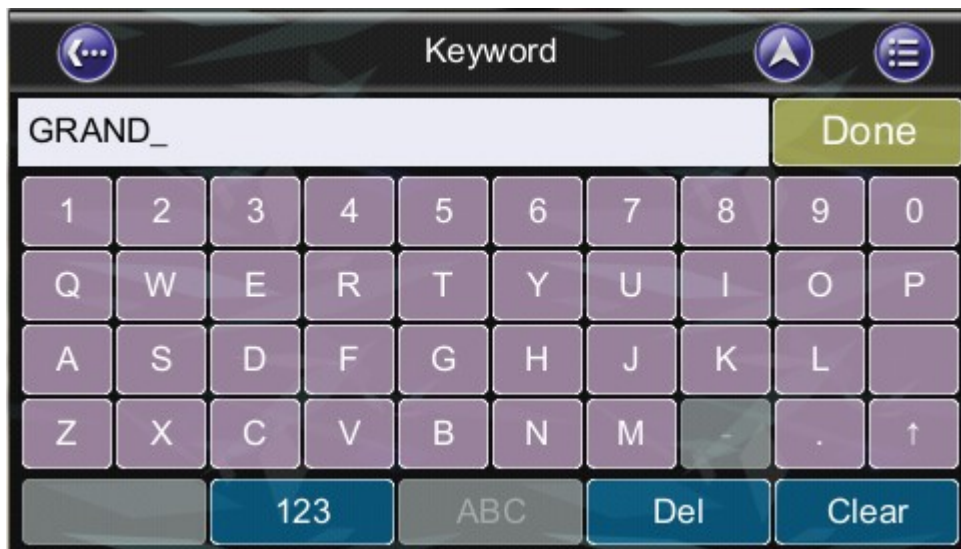 Keyword
GRAND_
Done
1 2 3 4 5 6 7 8 9 0
Q W E R T Y U I O P
A S D F G H J K L
Z X C V B N M - . ↑
123 ABC Del Clear